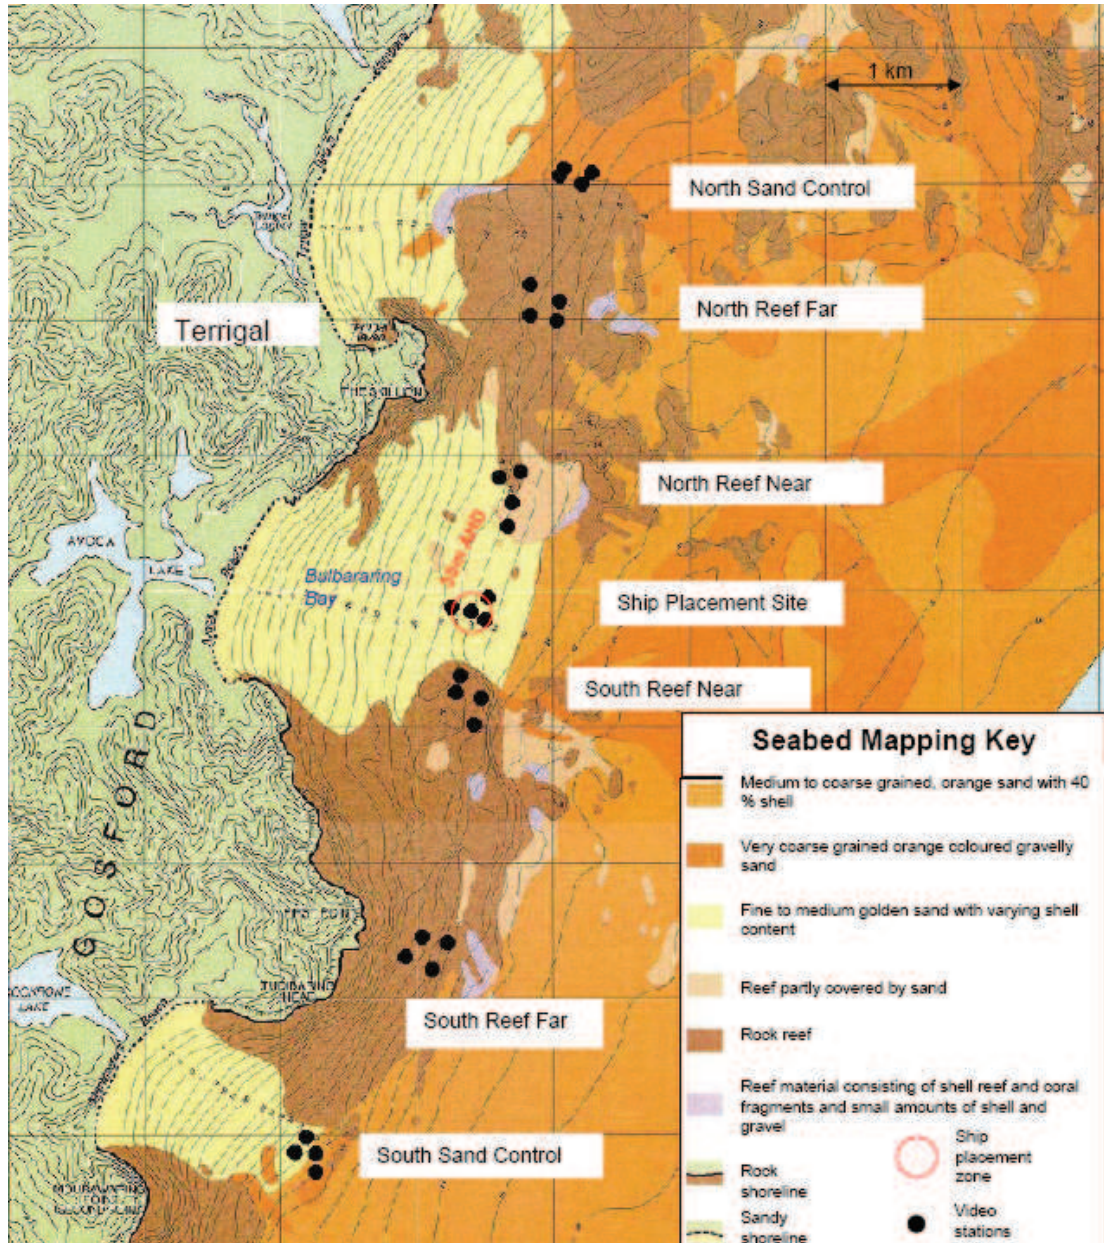 1 km
North Sand Control
North Reef Far
Terrigal
THE SKILLION
North Reef Near
AVOCA
LAKE
Bulbararing
Bay
Ship Placement Site
South Reef Near
GOSFORD
South Reef Far
South Sand Control
Seabed Mapping Key
Medium to coarse grained, orange sand with 40
% shell
Very coarse grained orange coloured gravelly
sand
Fine to medium golden sand with varying shell
content
Reef partly covered by sand
Rock reef
Reef material consisting of shell reef and coral
fragments and small amounts of shell and
gravel
Ship
placement
zone
Rock
shoreline
Video
stations
Sandy
shoreline